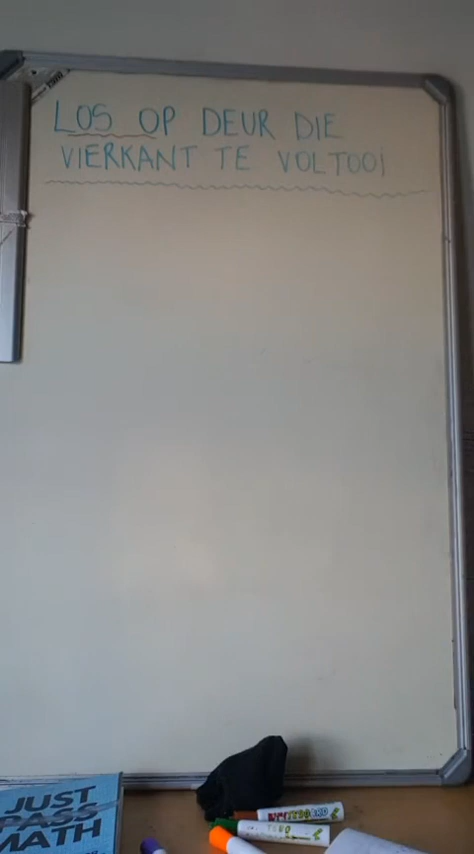 LOS OP DEUR DIE
VIERKANT TE VOLTOOI
JUST
PASS
MATH